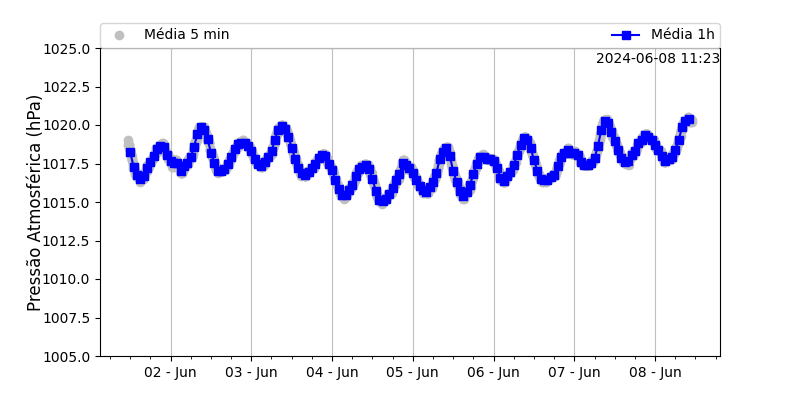 Média 5 min
Média 1h
2024-06-08 11:23
Pressão Atmosférica (hPa)
1025.0
1022.5
1020.0
1017.5
1015.0
1012.5
1010.0
1007.5
1005.0
02 - Jun
03 - Jun
04 - Jun
05 - Jun
06 - Jun
07 - Jun
08 - Jun